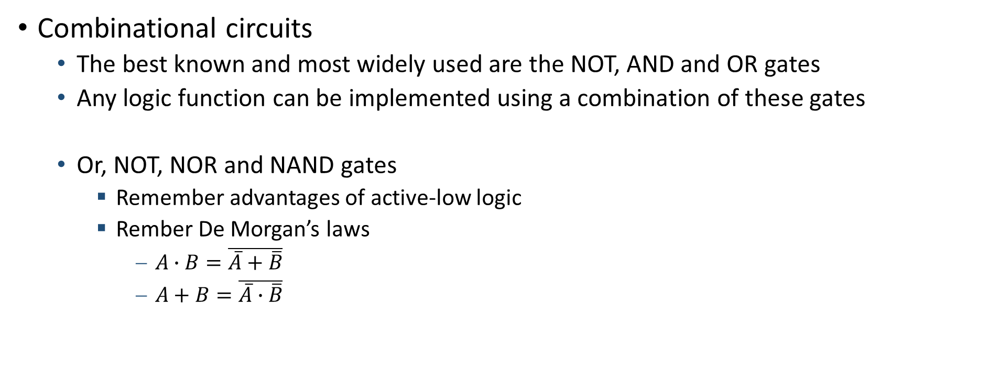 • Combinational circuits
• The best known and most widely used are the NOT, AND and OR gates
• Any logic function can be implemented using a combination of these gates
• Or, NOT, NOR and NAND gates
▪ Remember advantages of active-low logic
▪ Rember De Morgan’s laws
– $A \cdot B = \overline{\bar{A} + \bar{B}}$
– $A + B = \overline{\bar{A} \cdot \bar{B}}$